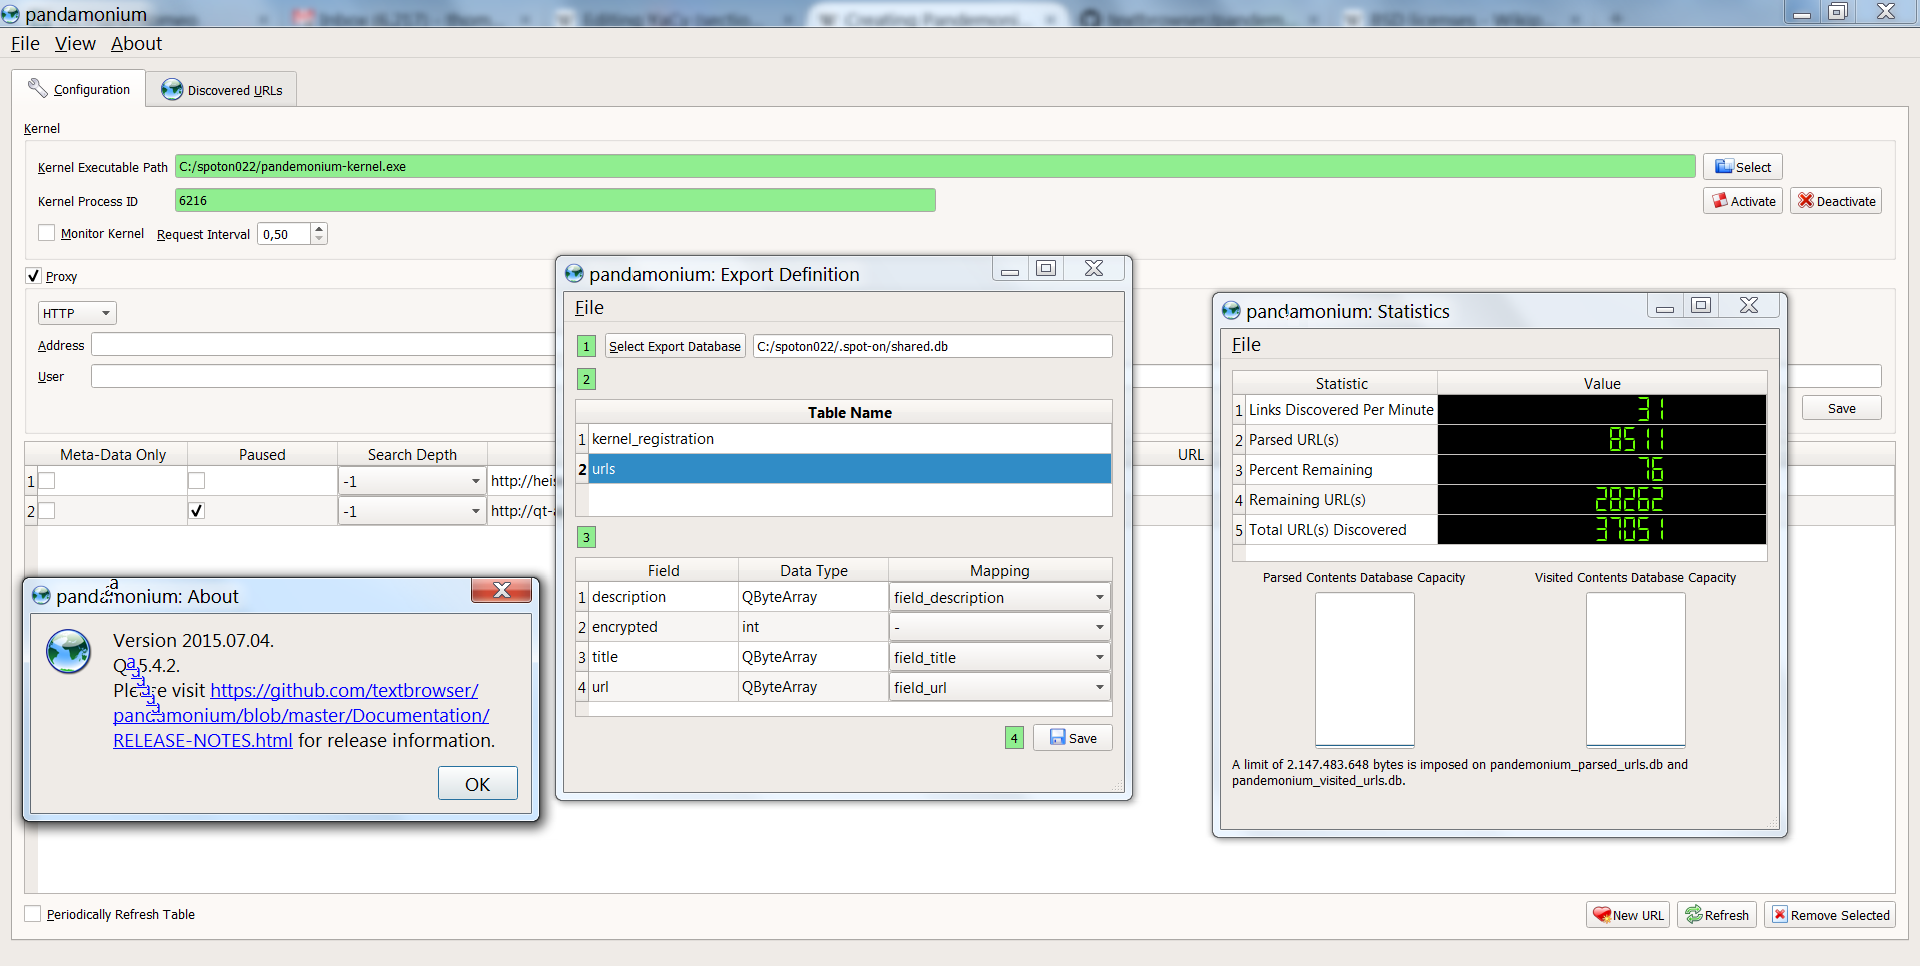 pandamonium
File View About
Configuration
Discovered URLs
Kernel
Kernel Executable Path C:/spoton022/pandemonium-kernel.exe Select
Kernel Process ID 6216 Activate Deactivate
Monitor Kernel Request Interval 0,50
Proxy
HTTP
Address
User
Save
Meta-Data Only Paused Search Depth URL
1 -1 http://heis
2 -1 http://qt-a
Periodically Refresh Table
New URL Refresh Remove Selected
pandamonium: About
Version 2015.07.04.
5.4.2.
Please visit https://github.com/textbrowser/
pandamonium/blob/master/Documentation/
RELEASE-NOTES.html for release information.
OK
pandamonium: Export Definition
File
1 Select Export Database C:/spoton022/.spot-on/shared.db
2
Table Name
1 kernel_registration
2 urls
3
Field Data Type Mapping
1 description QByteArray field_description
2 encrypted int -
3 title QByteArray field_title
4 url QByteArray field_url
4 Save
pandamonium: Statistics
File
Statistic Value
1 Links Discovered Per Minute 31
2 Parsed URL(s) 8511
3 Percent Remaining 76
4 Remaining URL(s) 28262
5 Total URL(s) Discovered 37051
Parsed Contents Database Capacity Visited Contents Database Capacity
A limit of 2.147.483.648 bytes is imposed on pandemonium_parsed_urls.db and
pandemonium_visited_urls.db.